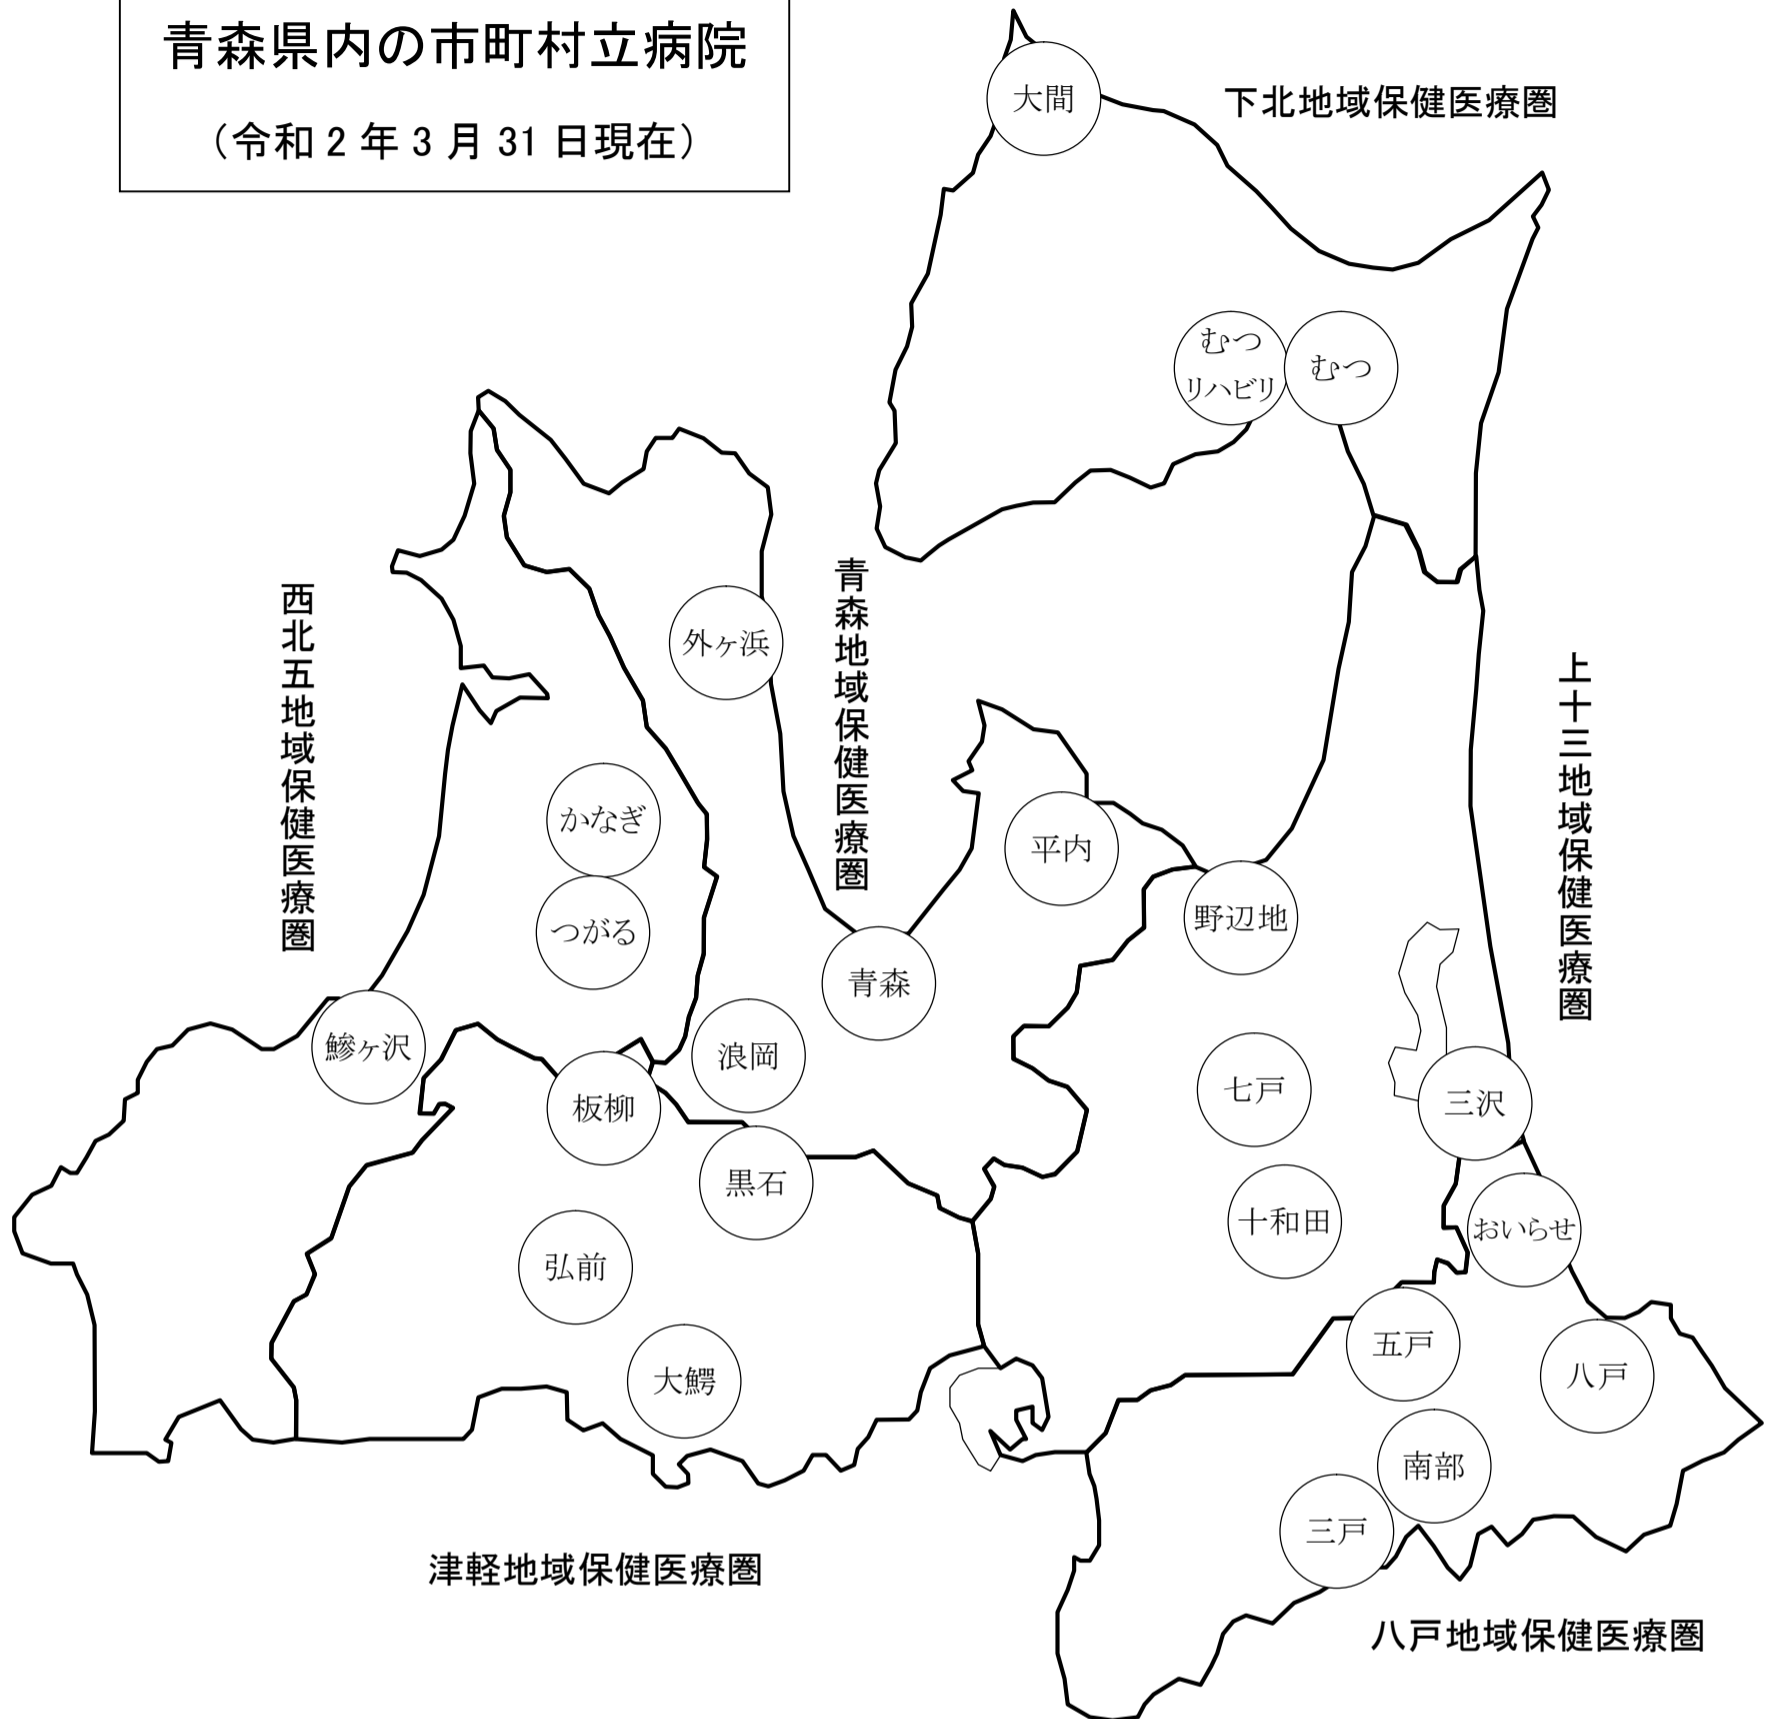 青森県内の市町村立病院
（令和２年３月31日現在）
大間
下北地域保健医療圏
むつ
リハビリ
むつ
西北五地域保健医療圏
外ヶ浜
青森地域保健医療圏
上十三地域保健医療圏
かなぎ
つがる
平内
野辺地
青森
鰺ヶ沢
浪岡
板柳
七戸
三沢
黒石
十和田
おいらせ
弘前
大鰐
五戸
八戸
南部
三戸
津軽地域保健医療圏
八戸地域保健医療圏